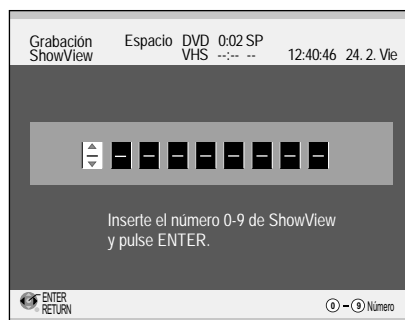 Grabación Espacio DVD 0:02 SP
ShowView VHS --:-- -- 12:40:46 24. 2. Vie
– – – – – – – – –
Inserte el número 0-9 de ShowView
y pulse ENTER.
ENTER
RETURN
0 – 9 Número